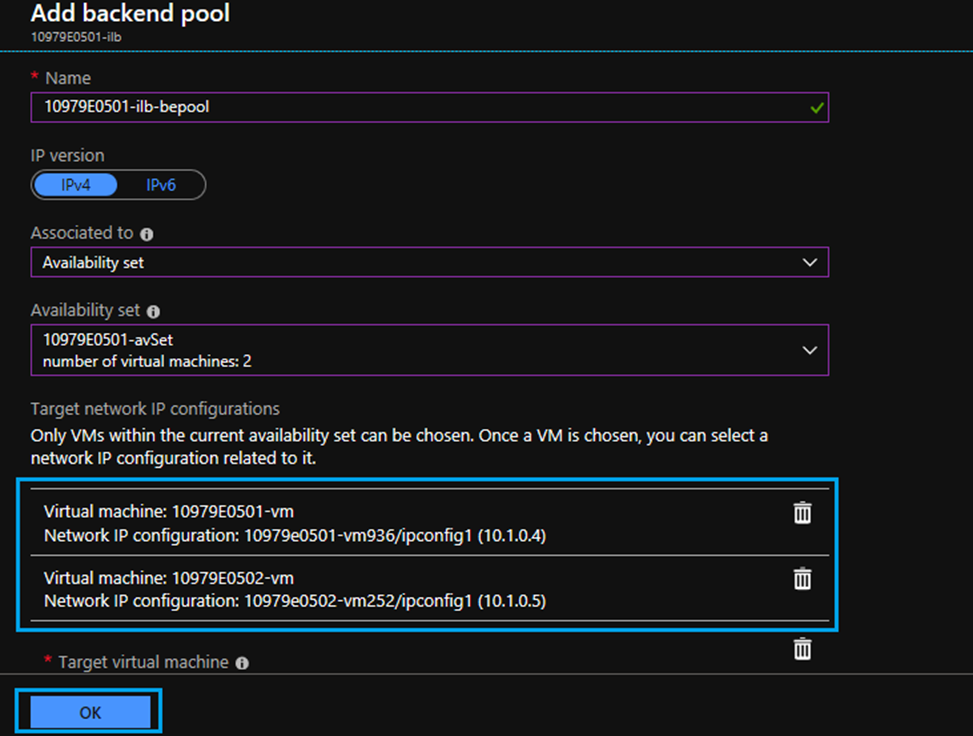 Add backend pool
10979E0501-ilb
* Name
10979E0501-ilb-bepool
IP version
IPv4 IPv6
Associated to
Availability set
Availability set
10979E0501-avSet
number of virtual machines: 2
Target network IP configurations
Only VMs within the current availability set can be chosen. Once a VM is chosen, you can select a
network IP configuration related to it.
Virtual machine: 10979E0501-vm
Network IP configuration: 10979e0501-vm936/ipconfig1 (10.1.0.4)
Virtual machine: 10979E0502-vm
Network IP configuration: 10979e0502-vm252/ipconfig1 (10.1.0.5)
* Target virtual machine
OK